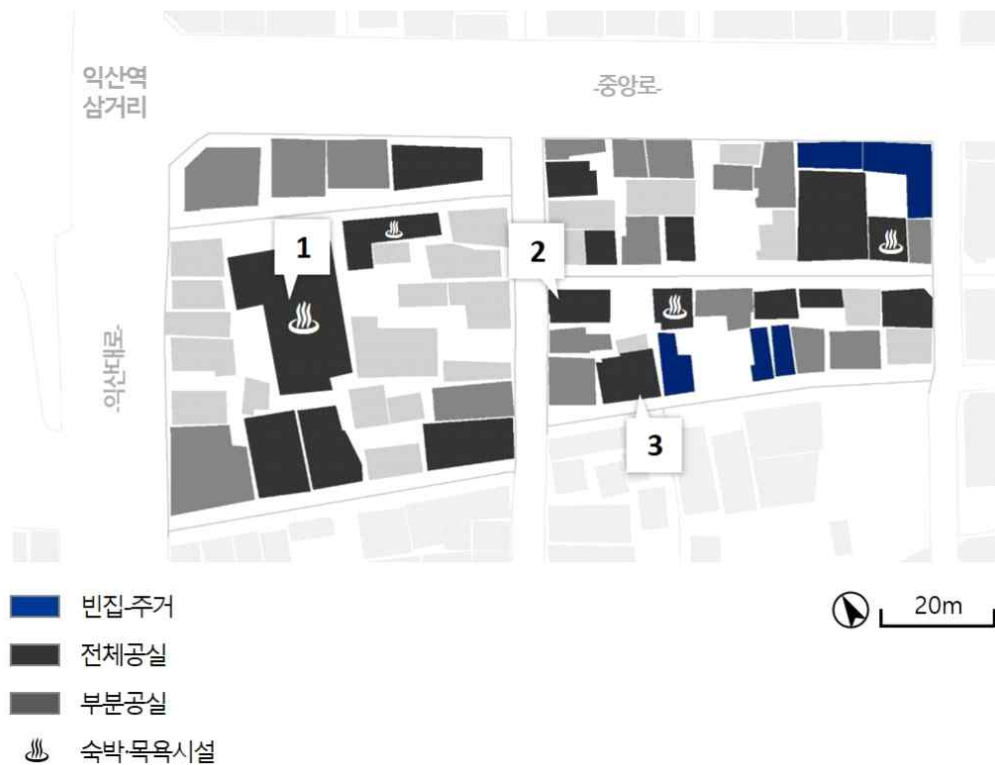 익산역
삼거리
-중앙로-
-익산대로-
1
2
3
빈집-주거
전체공실
부분공실
숙박·목욕시설
20m